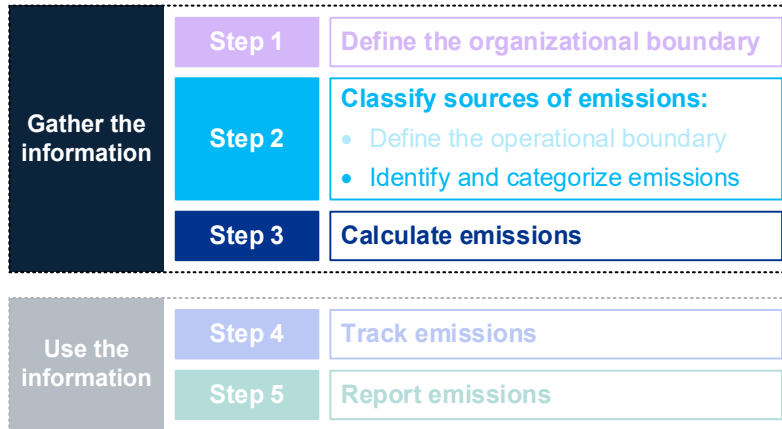 Gather the
information
Step 1
Define the organizational boundary
Step 2
Classify sources of emissions:
• Define the operational boundary
• Identify and categorize emissions
Step 3
Calculate emissions
Use the
information
Step 4
Track emissions
Step 5
Report emissions